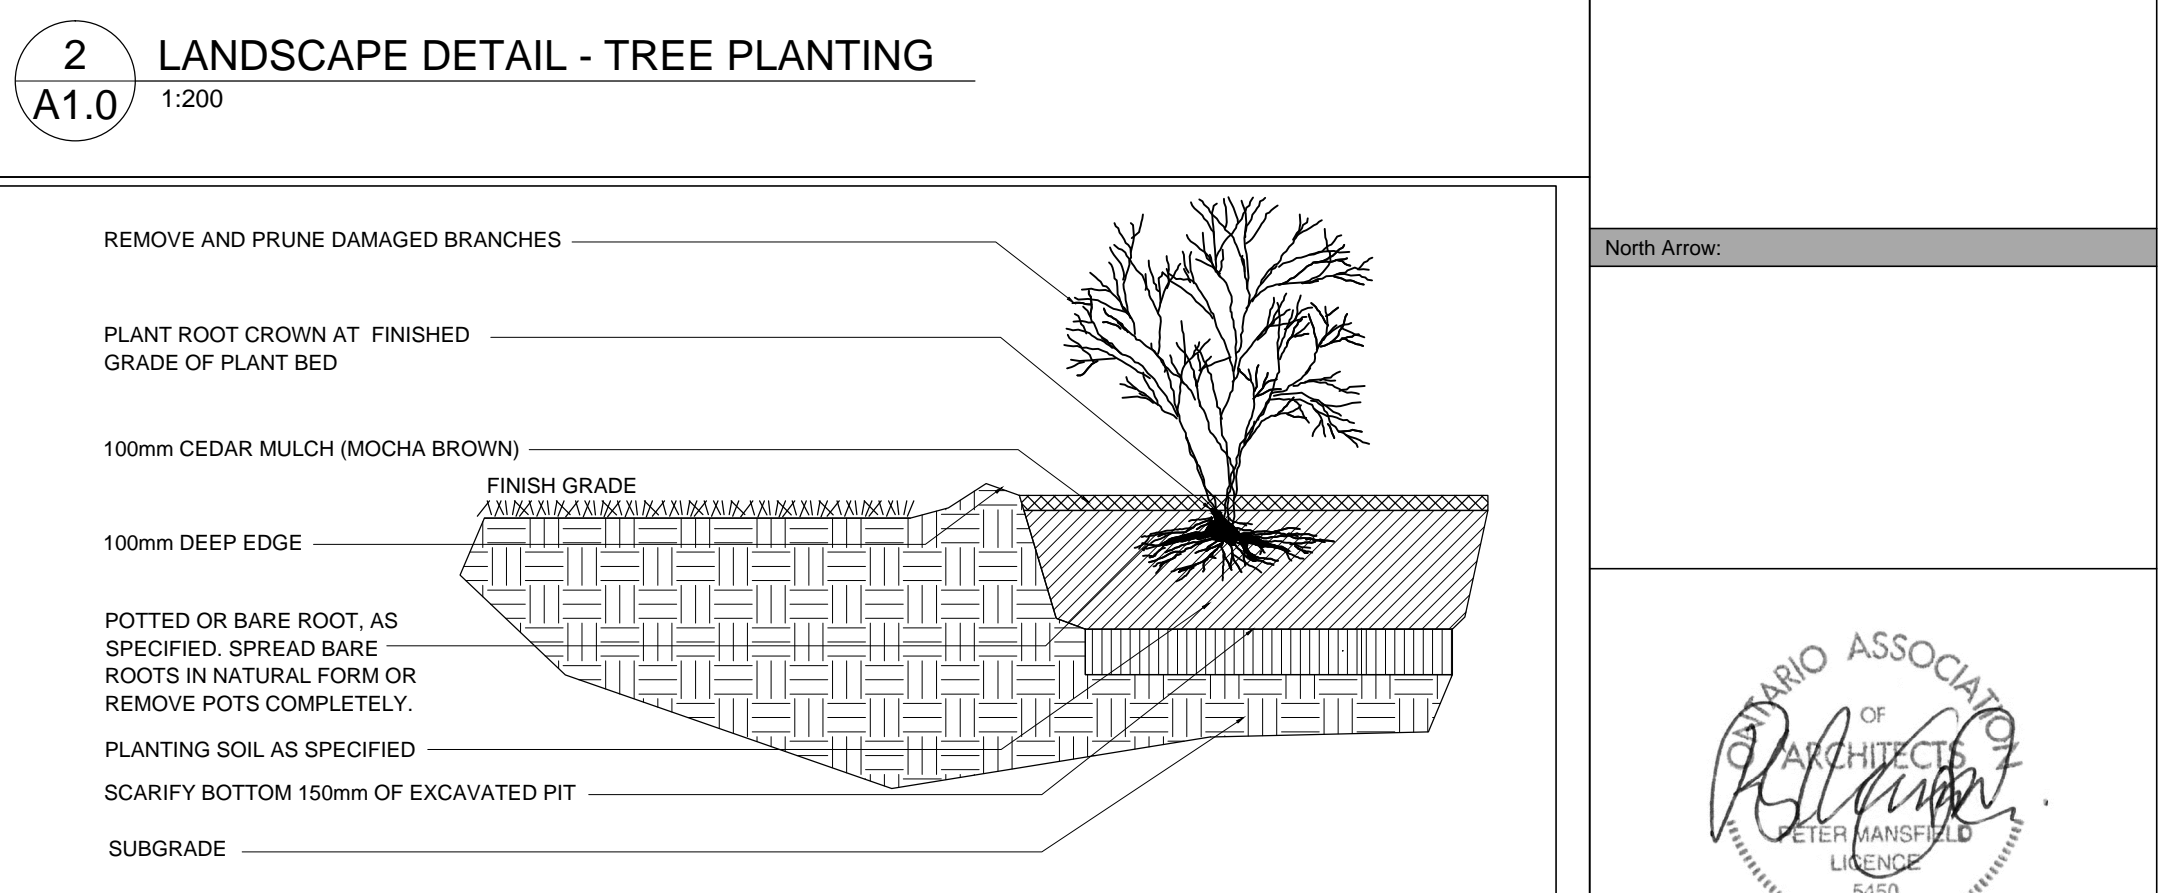 2
A1.0
LANDSCAPE DETAIL - TREE PLANTING
1:200
REMOVE AND PRUNE DAMAGED BRANCHES
PLANT ROOT CROWN AT FINISHED
GRADE OF PLANT BED
100mm CEDAR MULCH (MOCHA BROWN)
FINISH GRADE
100mm DEEP EDGE
POTTED OR BARE ROOT, AS
SPECIFIED. SPREAD BARE
ROOTS IN NATURAL FORM OR
REMOVE POTS COMPLETELY.
PLANTING SOIL AS SPECIFIED
SCARIFY BOTTOM 150mm OF EXCAVATED PIT
SUBGRADE
North Arrow:
ONTARIO ASSOCIATION
OF
ARCHITECTS
PETER MANSFIELD
LICENCE
5450